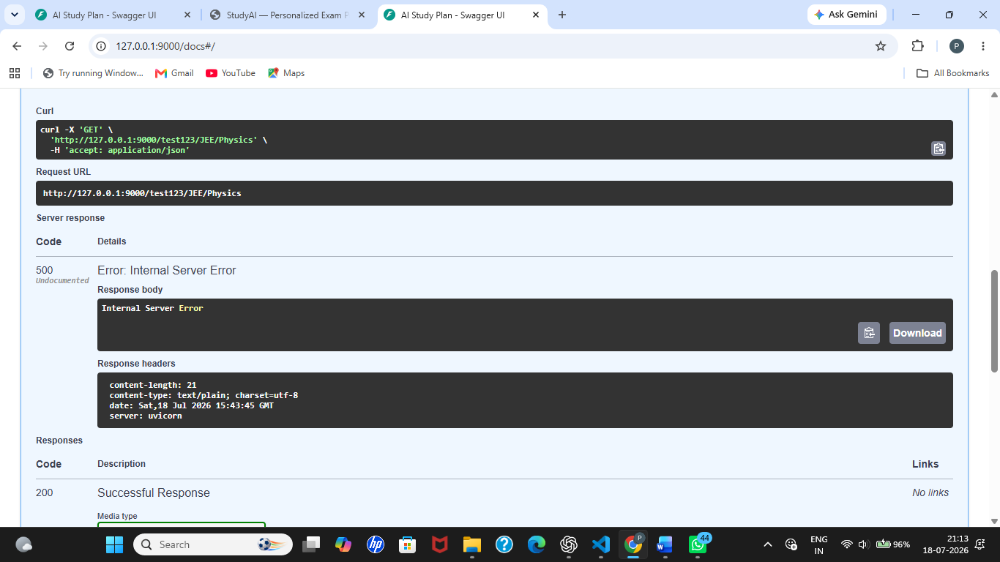 AI Study Plan - Swagger UI
StudyAI — Personalized Exam P
AI Study Plan - Swagger UI
Ask Gemini
127.0.0.1:9000/docs#/
P
Try running Window...
Gmail
YouTube
Maps
All Bookmarks
Curl
curl -X 'GET' \
'http://127.0.0.1:9000/test123/JEE/Physics' \
-H 'accept: application/json'
Request URL
http://127.0.0.1:9000/test123/JEE/Physics
Server response
Code Details
500 Error: Internal Server Error
Undocumented
Response body
Internal Server Error
Download
Response headers
content-length: 21
content-type: text/plain; charset=utf-8
date: Sat,18 Jul 2026 15:43:45 GMT
server: uvicorn
Responses
Code Description Links
200 Successful Response No links
Media type
Search
hp
P
W
44
ENG
IN
96%
21:13
18-07-2026